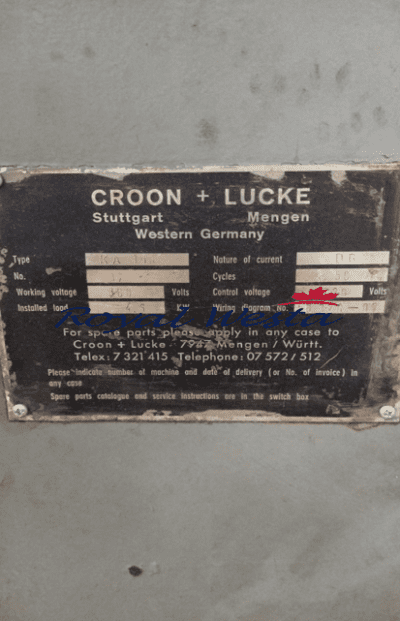 CROON + LUCKE
Stuttgart Mengen
Western Germany
Type Nature of current
No. Cycles
Working voltage Volts Control voltage Volts
Installed load KW Wiring diagram No.
Royal Westa
For spare parts please apply in any case to
Croon + Lucke - 7947 Mengen / Württ.
Telex: 7 321 415 - Telephone: 07 572 / 512
Please indicate number of machine and date of delivery (or No. of invoice) in
any case
Spare parts catalogue and service instructions are in the switch box